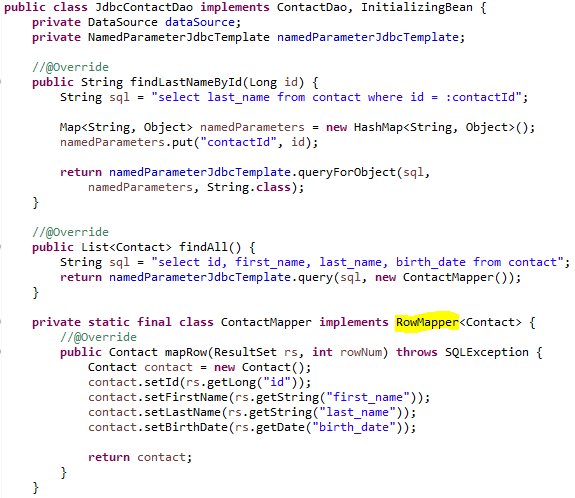 public class JdbcContactDao implements ContactDao, InitializingBean {
    private DataSource dataSource;
    private NamedParameterJdbcTemplate namedParameterJdbcTemplate;

    //@Override
    public String findLastNameById(Long id) {
        String sql = "select last_name from contact where id = :contactId";

        Map<String, Object> namedParameters = new HashMap<String, Object>();
        namedParameters.put("contactId", id);

        return namedParameterJdbcTemplate.queryForObject(sql,
            namedParameters, String.class);
    }

    //@Override
    public List<Contact> findAll() {
        String sql = "select id, first_name, last_name, birth_date from contact";
        return namedParameterJdbcTemplate.query(sql, new ContactMapper());
    }

    private static final class ContactMapper implements RowMapper<Contact> {
        //@Override
        public Contact mapRow(ResultSet rs, int rowNum) throws SQLException {
            Contact contact = new Contact();
            contact.setId(rs.getLong("id"));
            contact.setFirstName(rs.getString("first_name"));
            contact.setLastName(rs.getString("last_name"));
            contact.setBirthDate(rs.getDate("birth_date"));

            return contact;
        }
    }